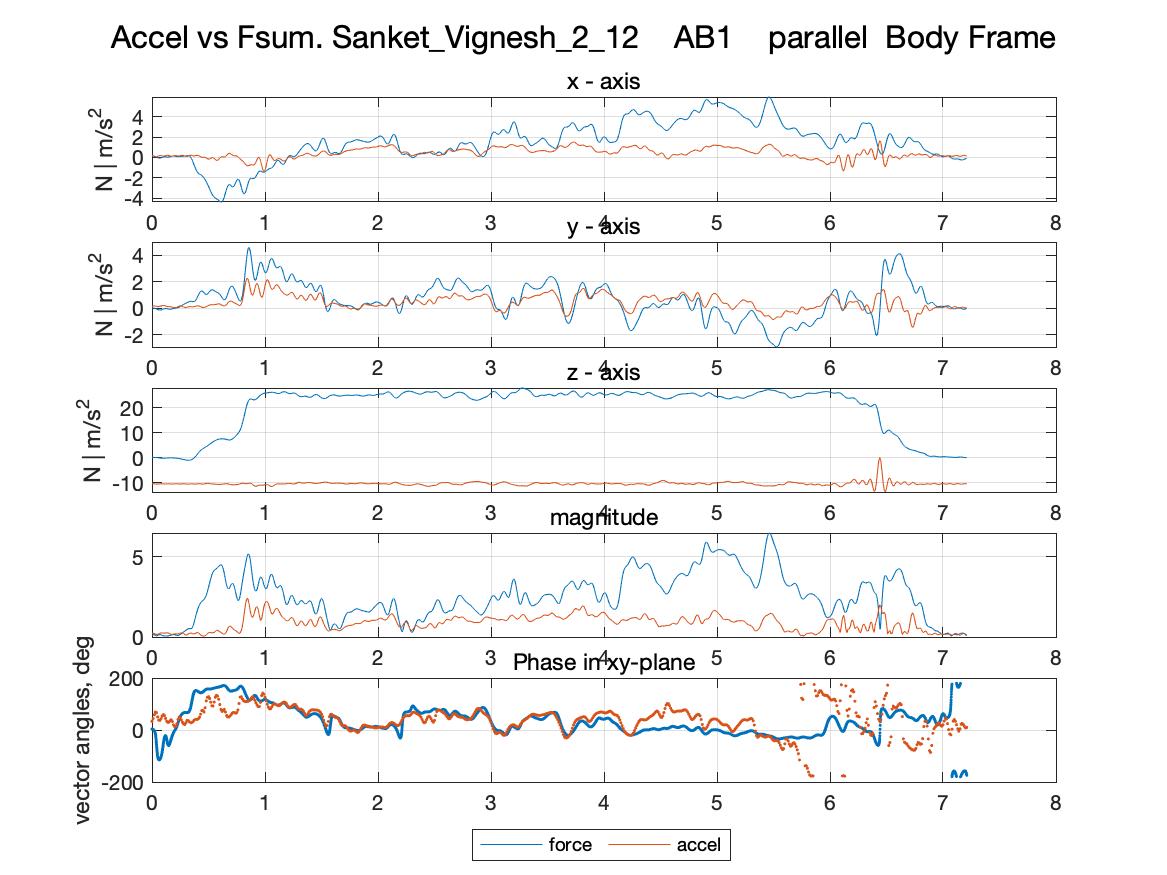 Accel vs Fsum. Sanket_Vignesh_2_12 AB1 parallel Body Frame
x - axis
N | m/s2
4
2
0
-2
-4
0 1 2 3 4 5 6 7 8
y - axis
N | m/s2
4
2
0
-2
0 1 2 3 4 5 6 7 8
z - axis
N | m/s2
20
10
0
-10
0 1 2 3 4 5 6 7 8
magnitude
5
0
0 1 2 3 4 5 6 7 8
Phase in xy-plane
vector angles, deg
200
0
-200
0 1 2 3 4 5 6 7 8
force accel